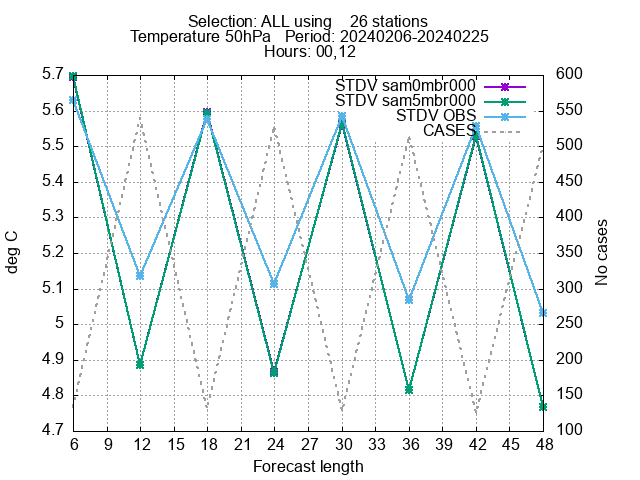 Selection: ALL using    26 stations
Temperature 50hPa   Period: 20240206-20240225
Hours: 00,12
STDV sam0mbr000
STDV sam5mbr000
STDV OBS
CASES
5.7
5.6
5.5
5.4
5.3
5.2
5.1
5
4.9
4.8
4.7
deg C
600
550
500
450
400
350
300
250
200
150
100
No cases
6 9 12 15 18 21 24 27 30 33 36 39 42 45 48
Forecast length